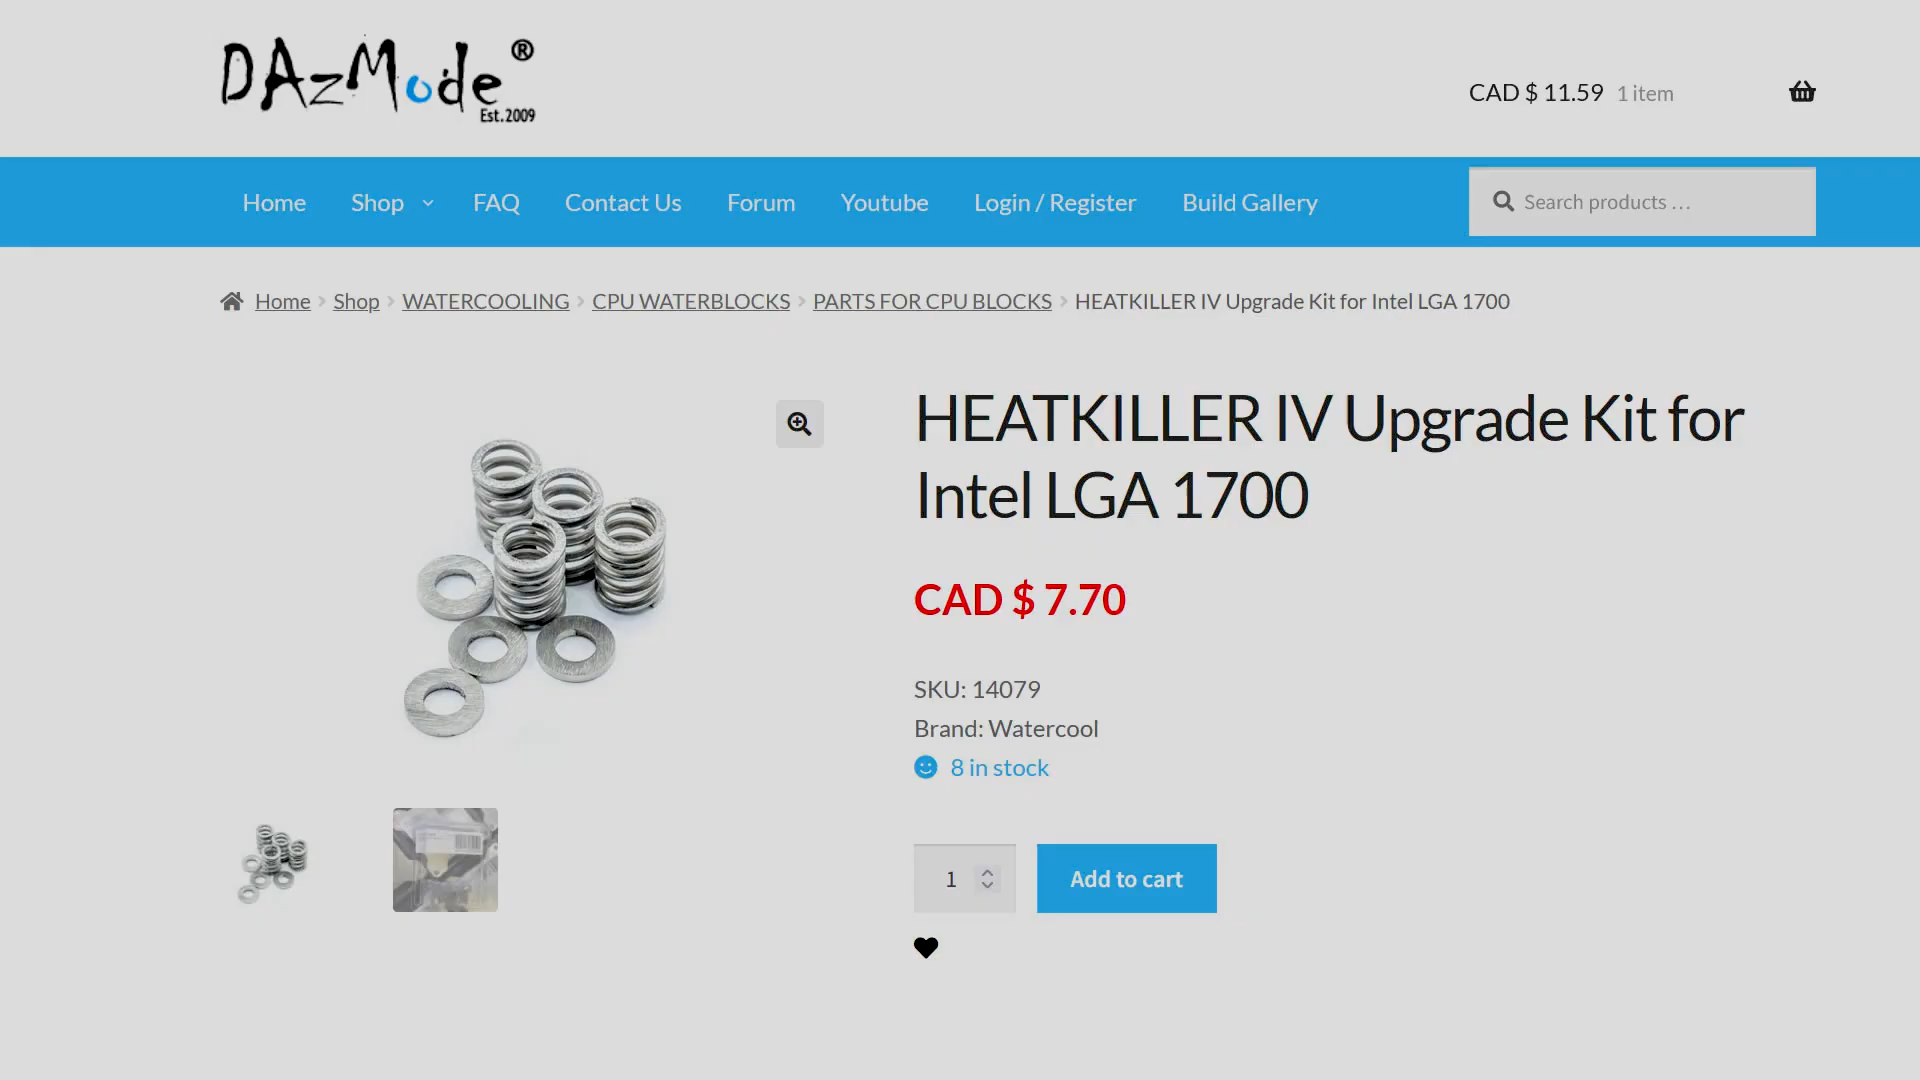 DAzMode®
Est.2009
CAD $ 11.59 1 item
Home Shop FAQ Contact Us Forum Youtube Login / Register Build Gallery
Search products …
Home Shop WATERCOOLING CPU WATERBLOCKS PARTS FOR CPU BLOCKS HEATKILLER IV Upgrade Kit for Intel LGA 1700
HEATKILLER IV Upgrade Kit for
Intel LGA 1700
CAD $ 7.70
SKU: 14079
Brand: Watercool
8 in stock
1
Add to cart